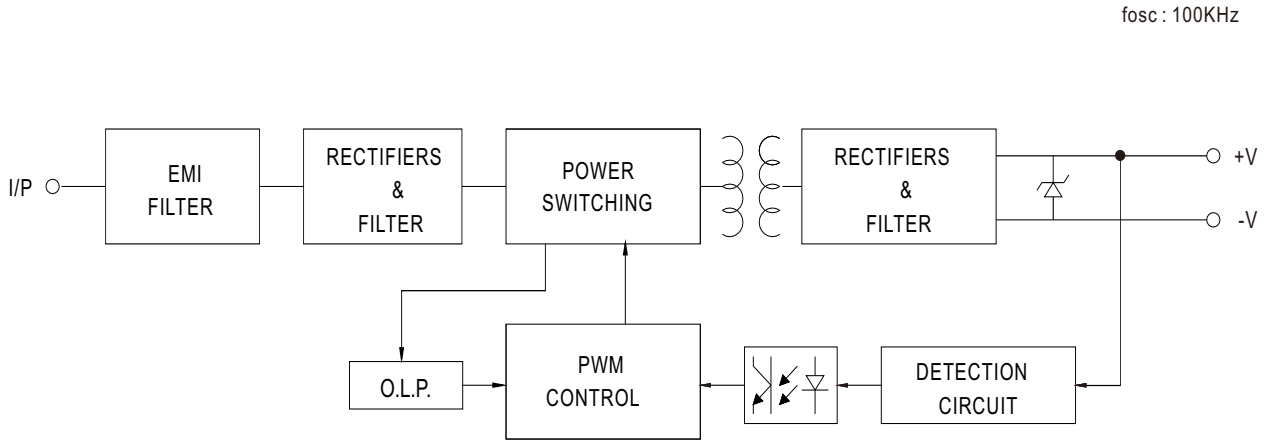 fosc : 100KHz
I/P
EMI
FILTER
RECTIFIERS
&
FILTER
POWER
SWITCHING
RECTIFIERS
&
FILTER
+V
-V
O.L.P.
PWM
CONTROL
DETECTION
CIRCUIT